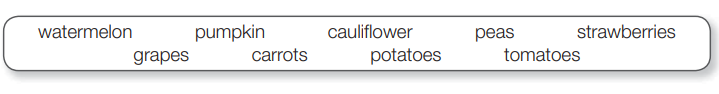 watermelon pumpkin cauliflower peas strawberries
grapes carrots potatoes tomatoes